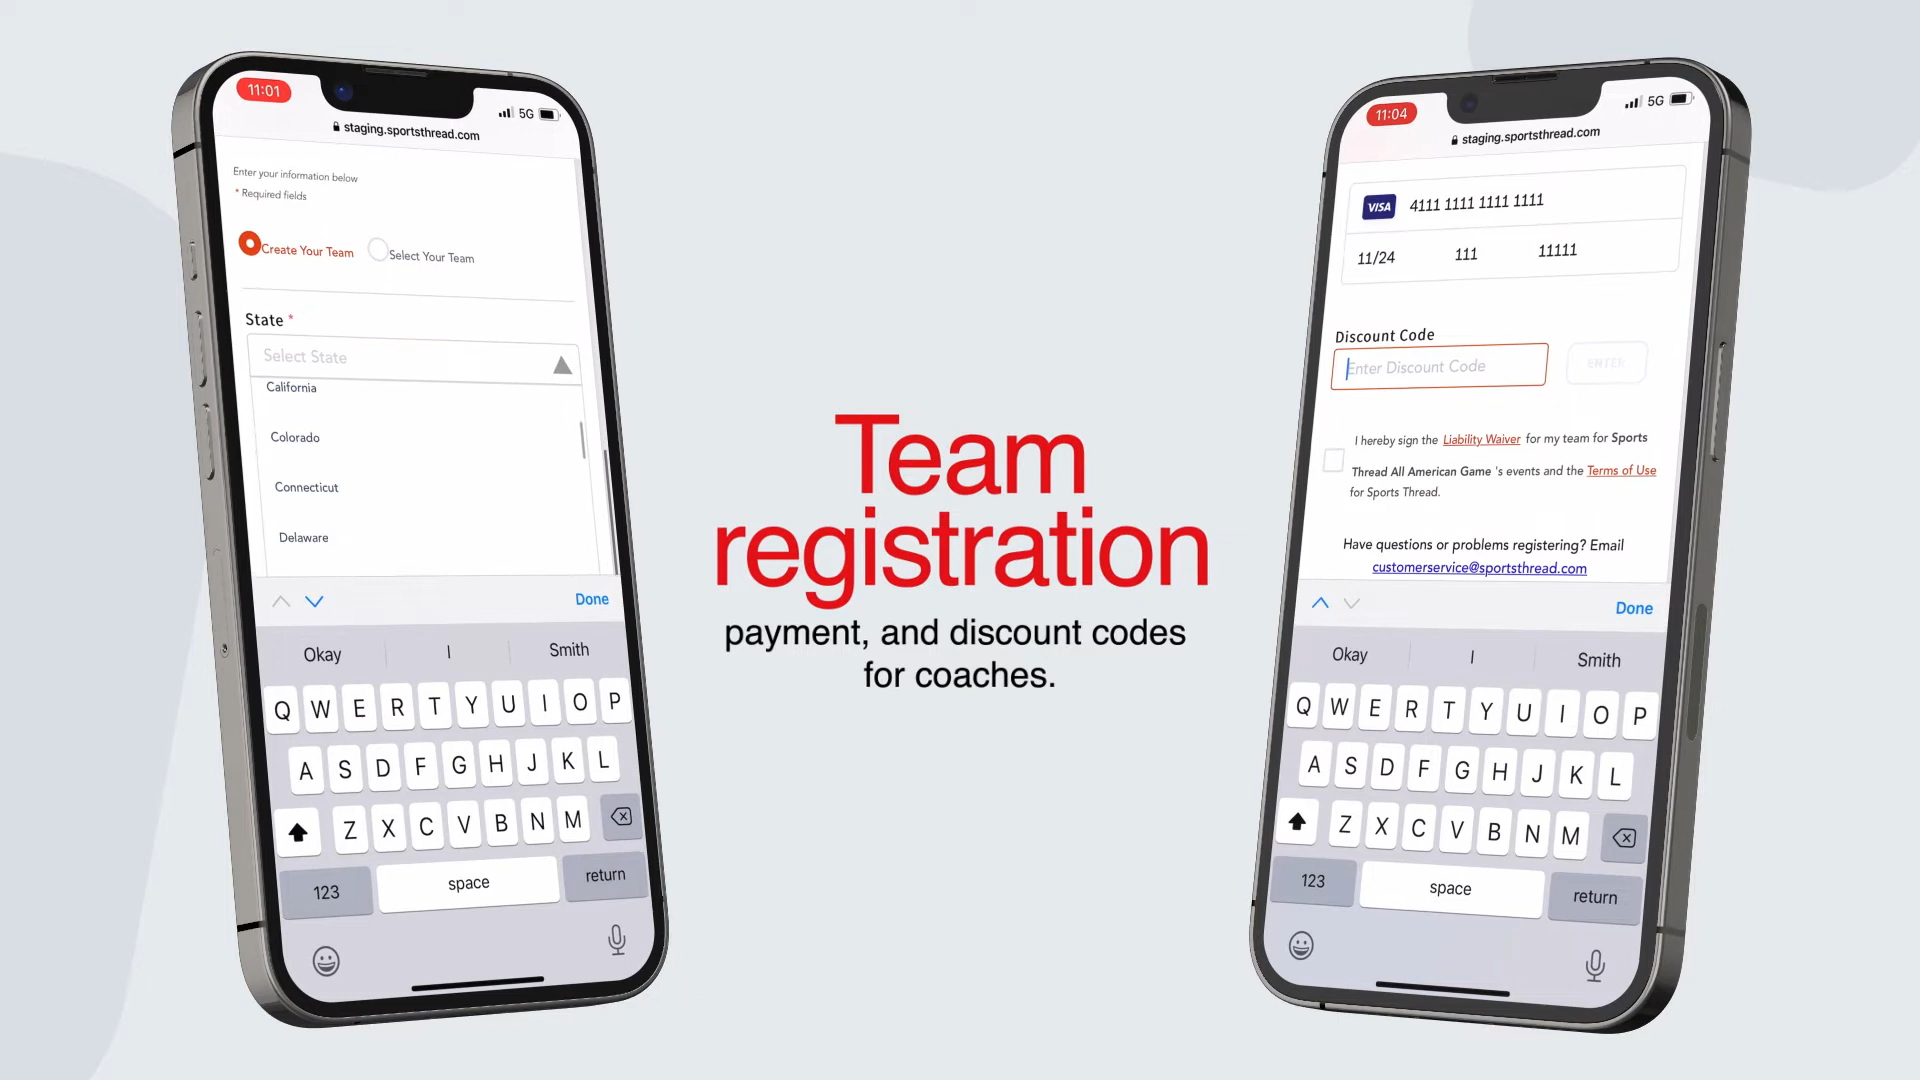 11:01
5G
staging.sportsthread.com
Enter your information below
* Required fields
Create Your Team
Select Your Team
State *
Select State
California
Colorado
Connecticut
Delaware
Done
Okay I Smith
Q W E R T Y U I O P
A S D F G H J K L
Z X C V B N M
123 space return
Team
registration
payment, and discount codes
for coaches.
11:04
5G
staging.sportsthread.com
VISA 4111 1111 1111 1111
11/24 111 11111
Discount Code
Enter Discount Code ENTER
I hereby sign the Liability Waiver for my team for Sports
Thread All American Game 's events and the Terms of Use
for Sports Thread.
Have questions or problems registering? Email
customerservice@sportsthread.com
Done
Okay I Smith
Q W E R T Y U I O P
A S D F G H J K L
Z X C V B N M
123 space return